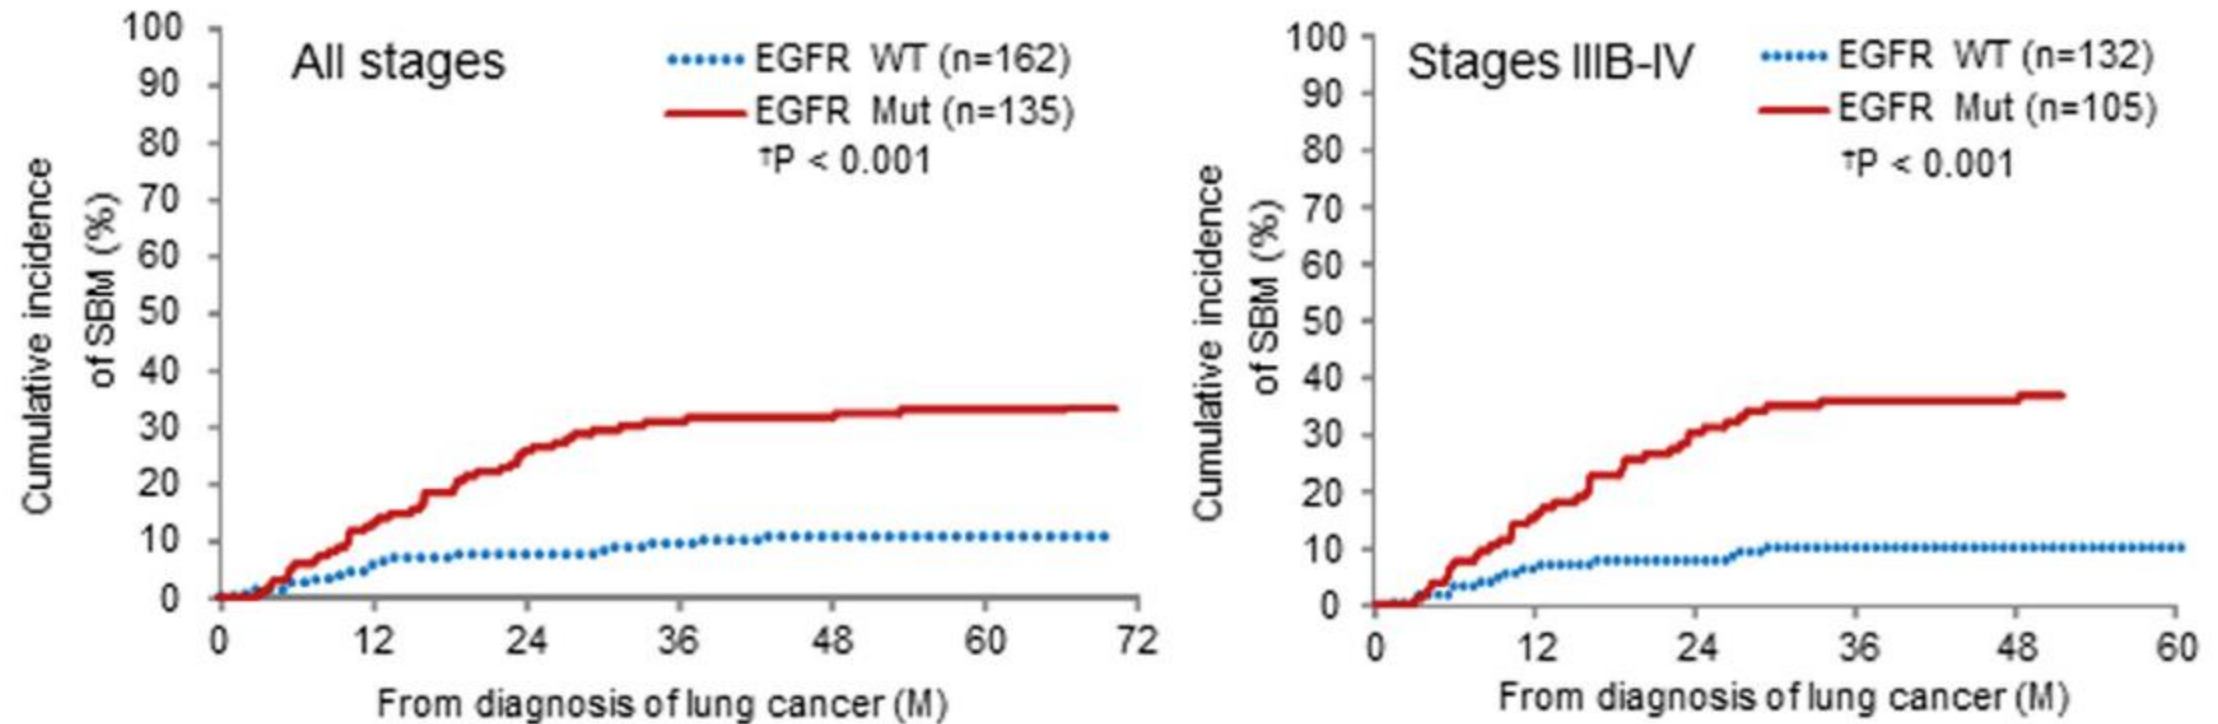 All stages
EGFR WT (n=162)
EGFR Mut (n=135)
†P < 0.001
Cumulative incidence
of SBM (%)
100
90
80
70
60
50
40
30
20
10
0
0 12 24 36 48 60 72
From diagnosis of lung cancer (M)
Stages IIIB-IV
EGFR WT (n=132)
EGFR Mut (n=105)
†P < 0.001
Cumulative incidence
of SBM (%)
100
90
80
70
60
50
40
30
20
10
0
0 12 24 36 48 60
From diagnosis of lung cancer (M)